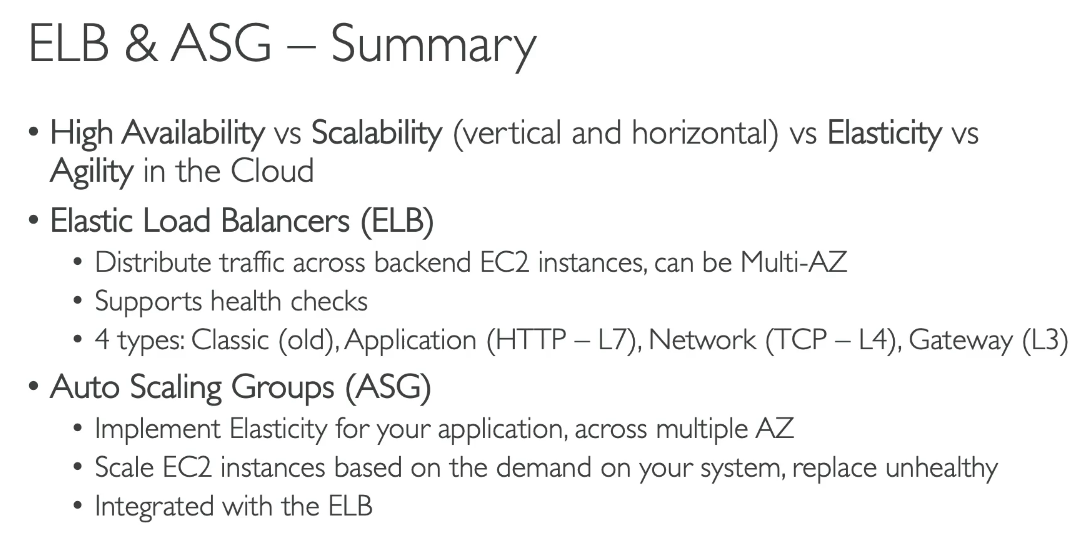 ELB & ASG – Summary
• High Availability vs Scalability (vertical and horizontal) vs Elasticity vs
Agility in the Cloud
• Elastic Load Balancers (ELB)
• Distribute traffic across backend EC2 instances, can be Multi-AZ
• Supports health checks
• 4 types: Classic (old), Application (HTTP – L7), Network (TCP – L4), Gateway (L3)
• Auto Scaling Groups (ASG)
• Implement Elasticity for your application, across multiple AZ
• Scale EC2 instances based on the demand on your system, replace unhealthy
• Integrated with the ELB